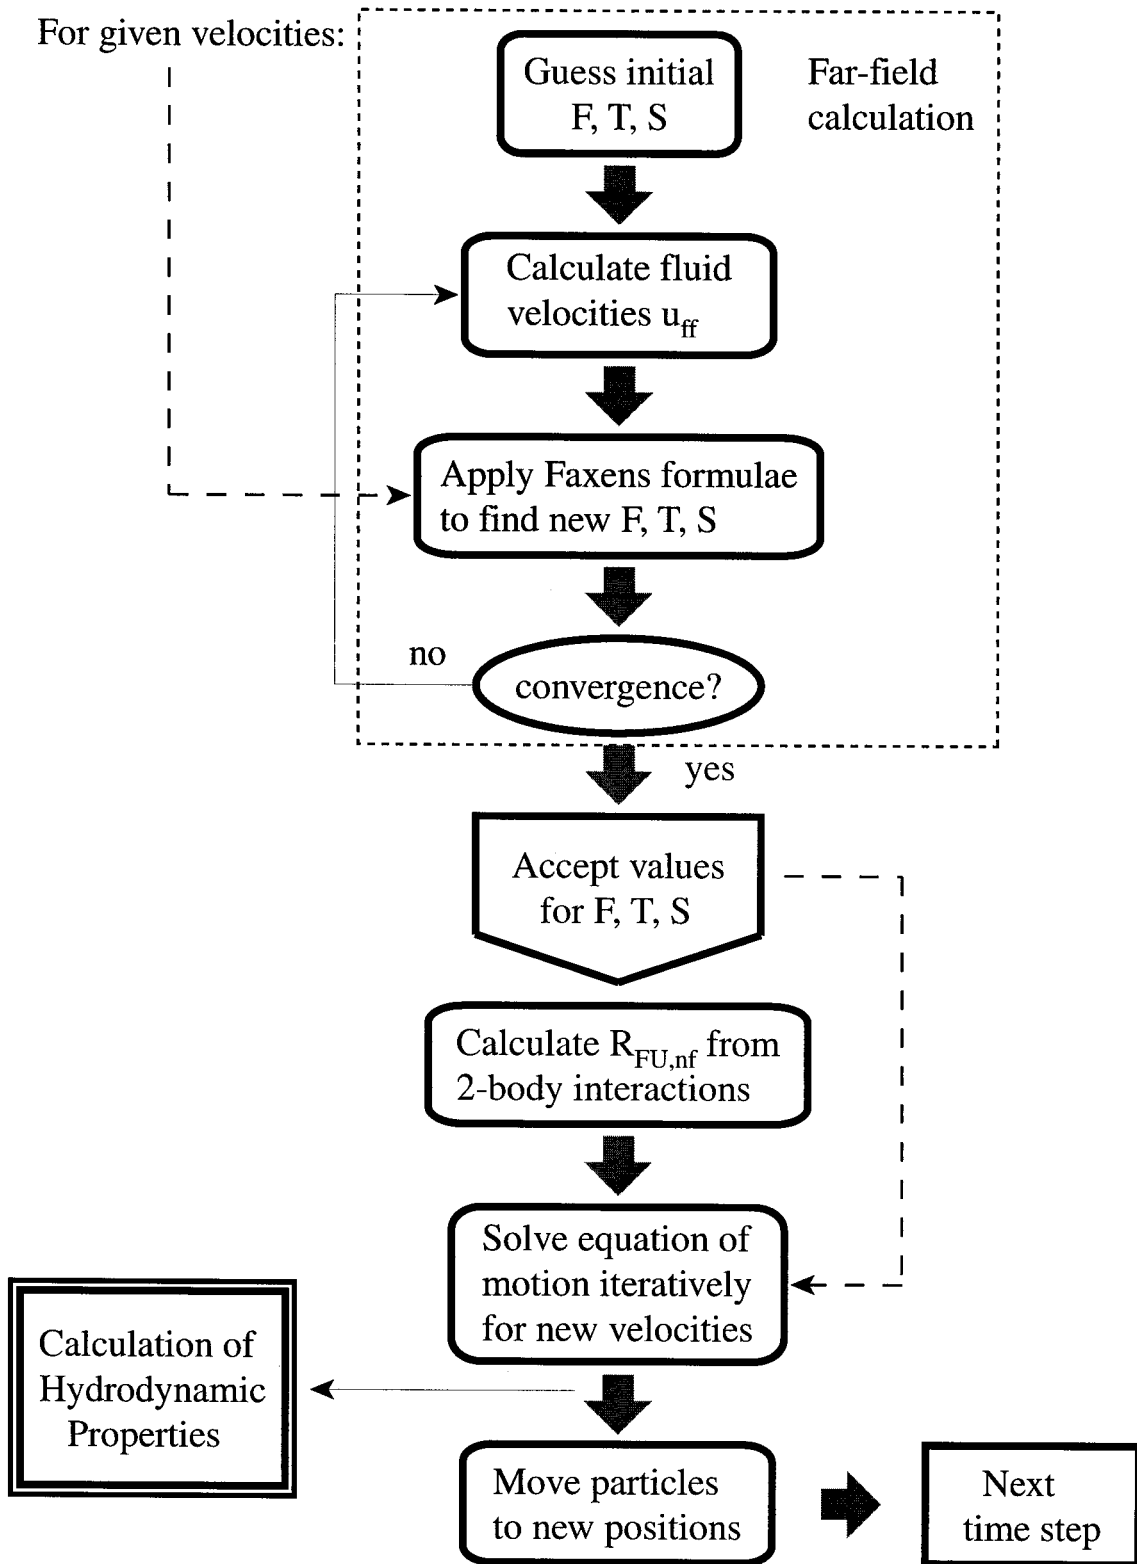 For given velocities:
Guess initial
F, T, S
Far-field
calculation
Calculate fluid
velocities u_ff
Apply Faxens formulae
to find new F, T, S
no
convergence?
yes
Accept values
for F, T, S
Calculate R_FU,nf from
2-body interactions
Solve equation of
motion iteratively
for new velocities
Calculation of
Hydrodynamic
Properties
Move particles
to new positions
Next
time step